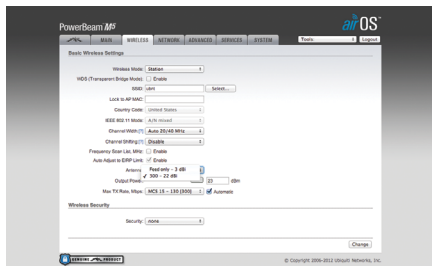 PowerBeam M5
airOS™
MAIN WIRELESS NETWORK ADVANCED SERVICES SYSTEM Tools: Logout
Basic Wireless Settings
Wireless Mode: Station
WDS (Transparent Bridge Mode): Enable
SSID: ubnt Select...
Lock to AP MAC:
Country Code: United States
IEEE 802.11 Mode: A/N mixed
Channel Width:[?] Auto 20/40 MHz
Channel Shifting:[?] Disable
Frequency Scan List, MHz: Enable
Auto Adjust to EIRP Limit: Enable
Antenna
Feed only - 3 dBi
✓ 300 - 22 dBi
Output Power: 23 dBm
Max TX Rate, Mbps: MCS 15 - 130 [300] Automatic
Wireless Security
Security: none
Change
GENUINE PRODUCT
© Copyright 2006-2012 Ubiquiti Networks, Inc.